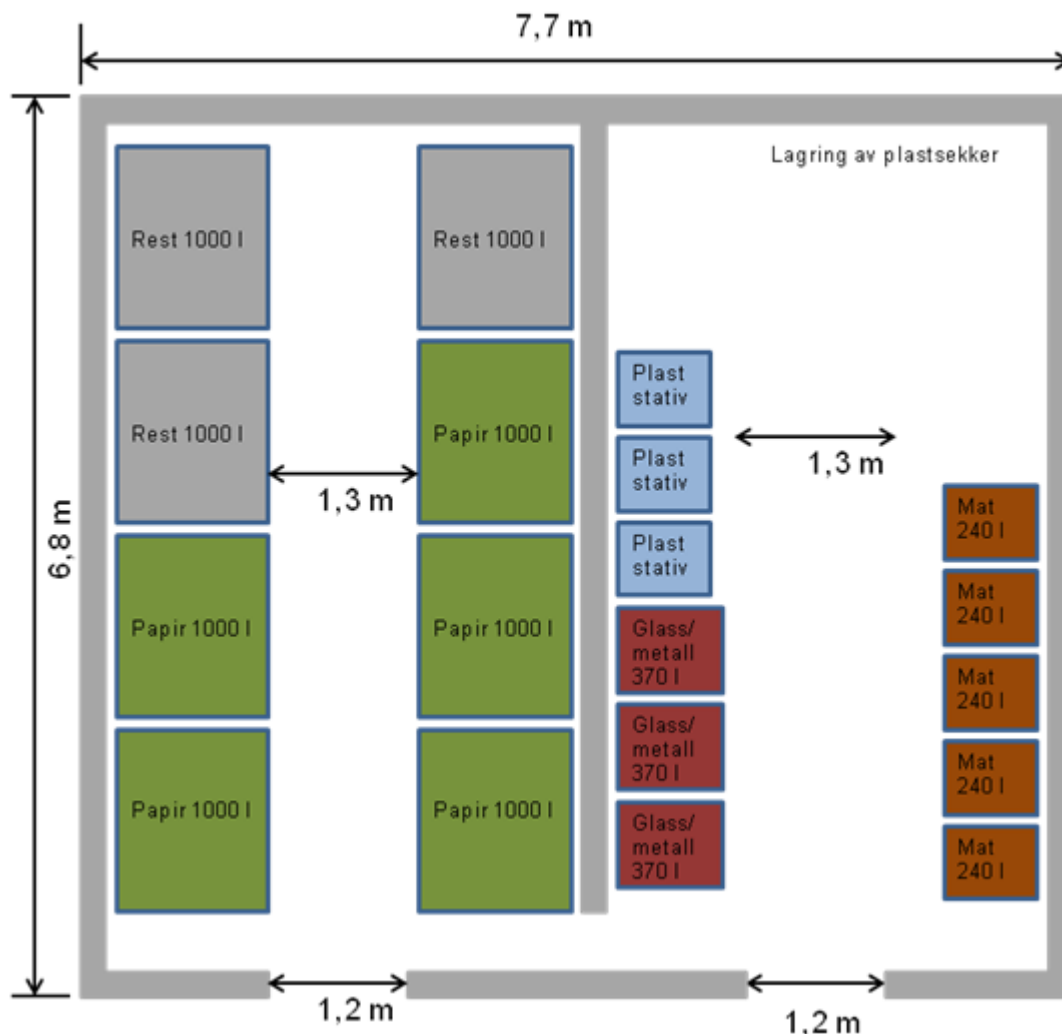 7,7 m
Lagring av plastsekker
Rest 1000 l
Rest 1000 l
Rest 1000 l
Papir 1000 l
1,3 m
Plast
stativ
Plast
stativ
Plast
stativ
1,3 m
6,8 m
Papir 1000 l
Papir 1000 l
Papir 1000 l
Papir 1000 l
Glass/
metall
370 l
Glass/
metall
370 l
Glass/
metall
370 l
Mat
240 l
Mat
240 l
Mat
240 l
Mat
240 l
Mat
240 l
1,2 m
1,2 m